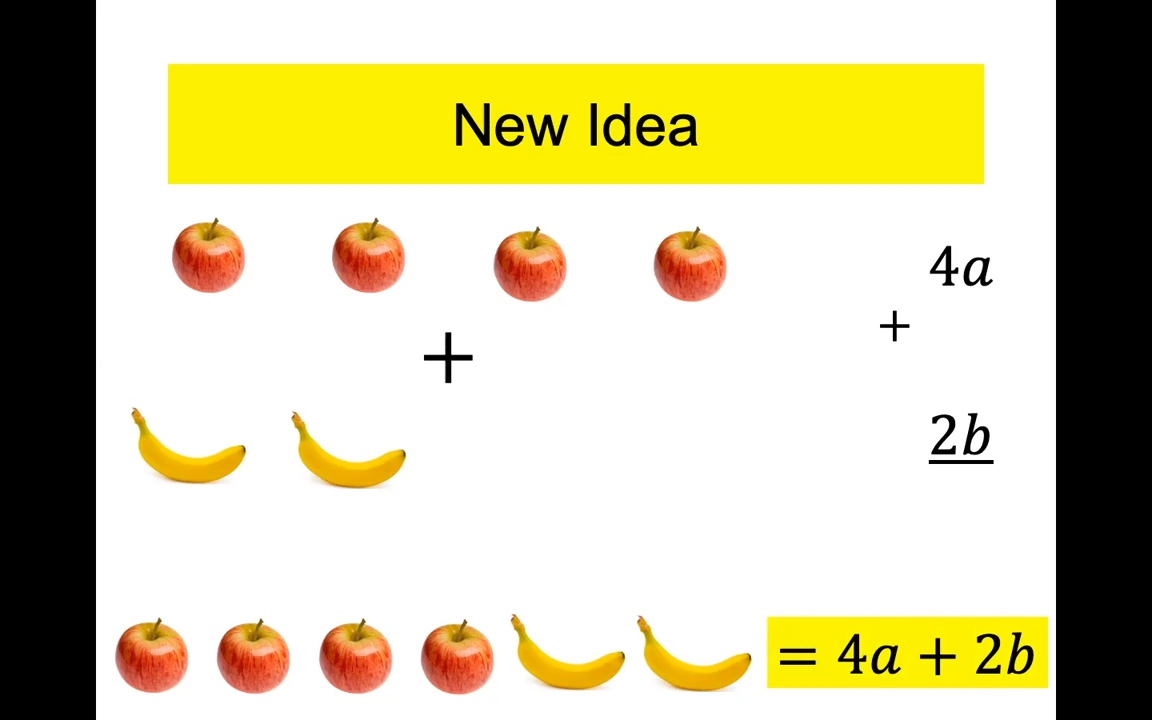 New Idea
4a
+
+
2b
= 4a + 2b